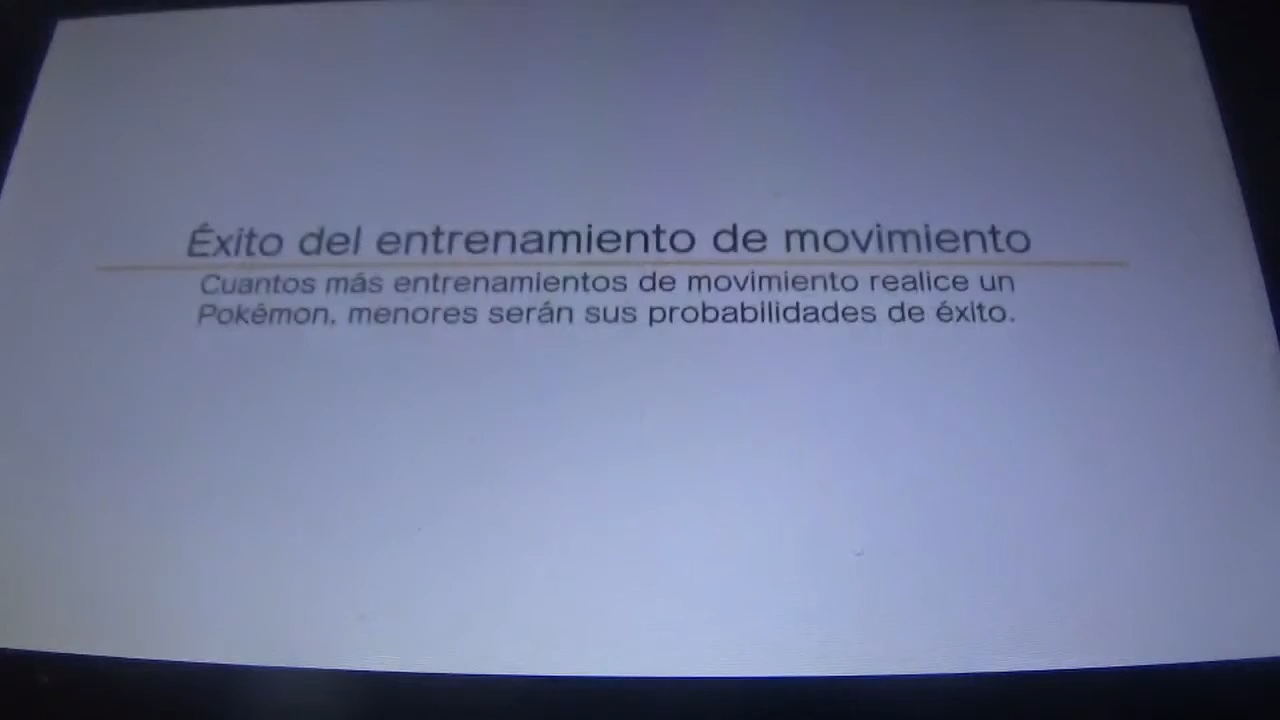 Éxito del entrenamiento de movimiento
Cuantos más entrenamientos de movimiento realice un
Pokémon, menores serán sus probabilidades de éxito.